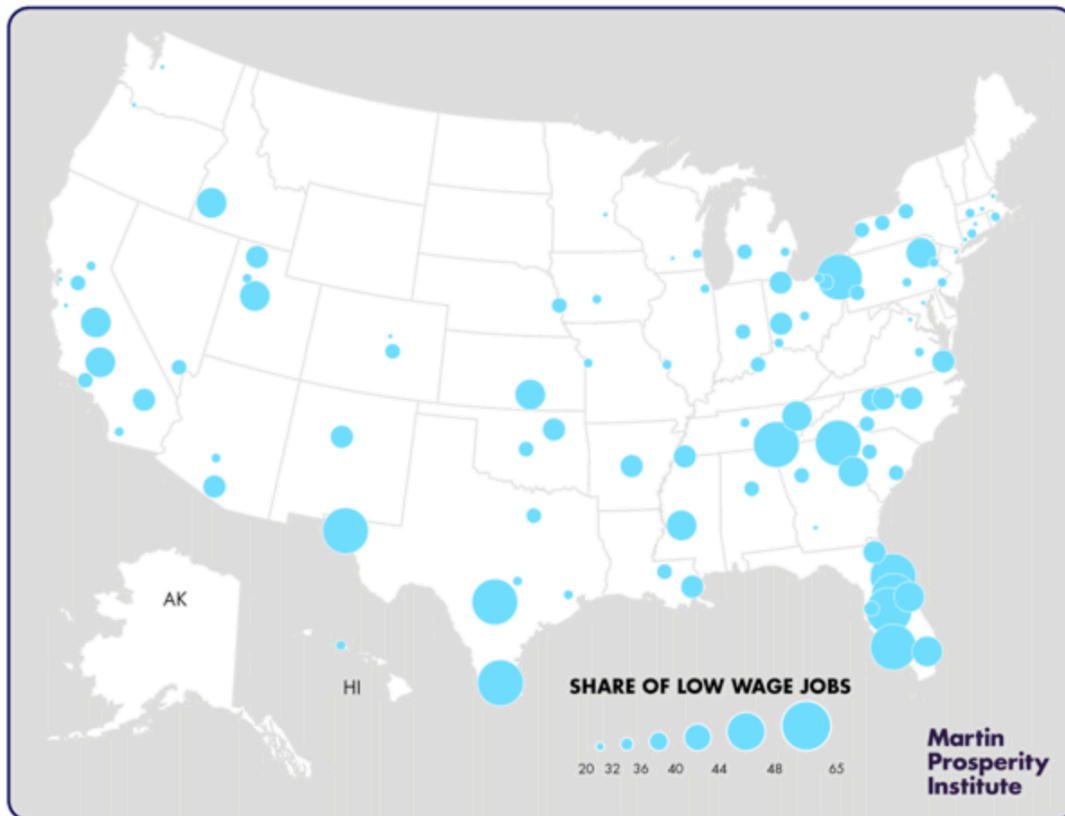 AK
HI
SHARE OF LOW WAGE JOBS
20 32 36 40 44 48 65
Martin
Prosperity
Institute